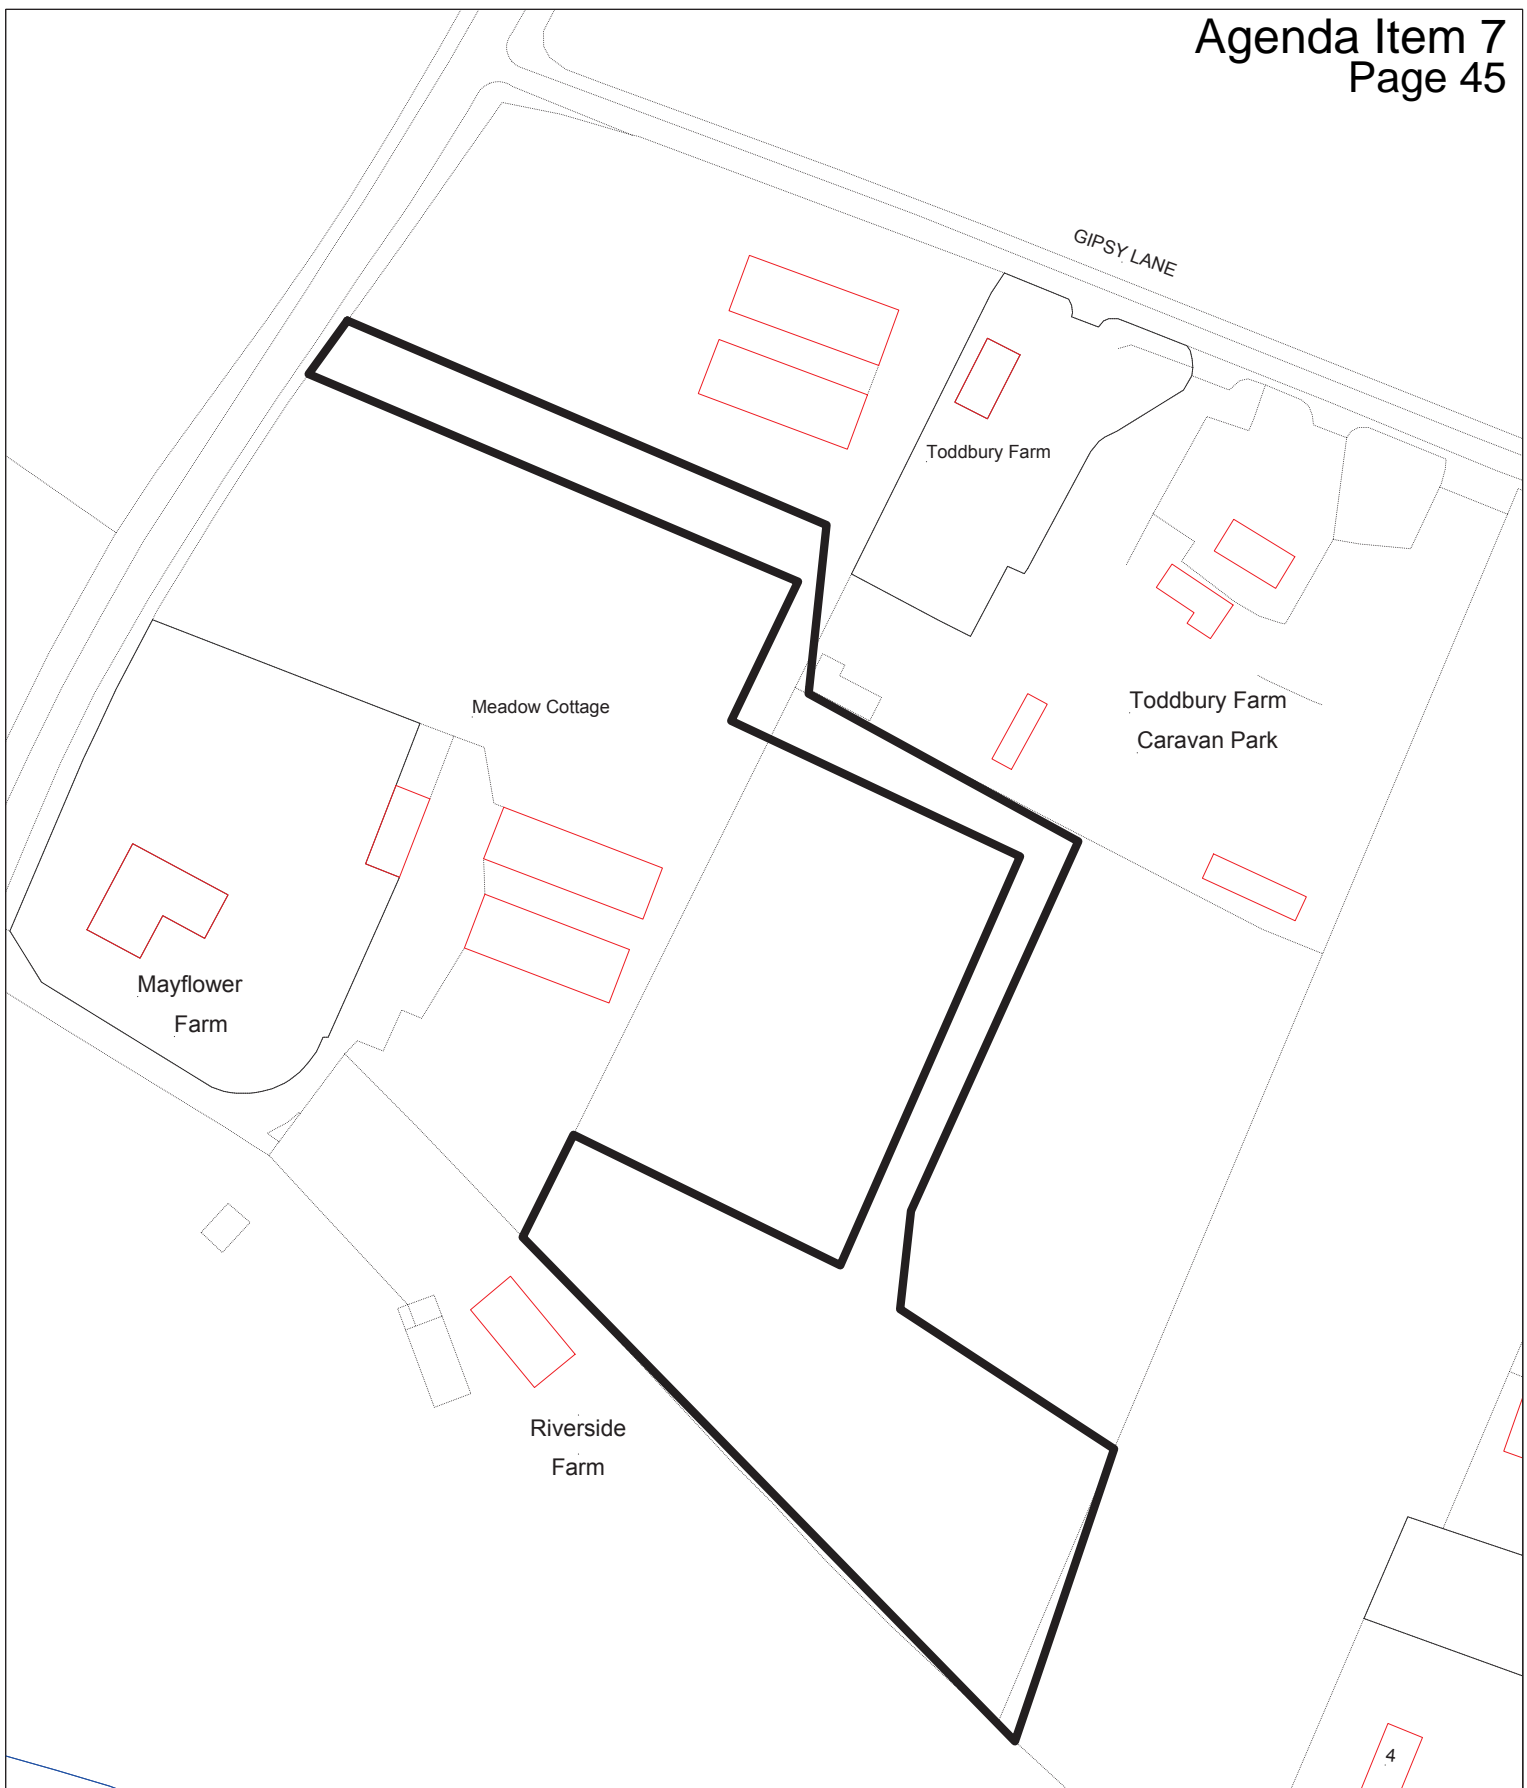 Agenda Item 7
Page 45
GIPSY LANE
Toddbury Farm
Toddbury Farm
Caravan Park
Meadow Cottage
Mayflower
Farm
Riverside
Farm
4